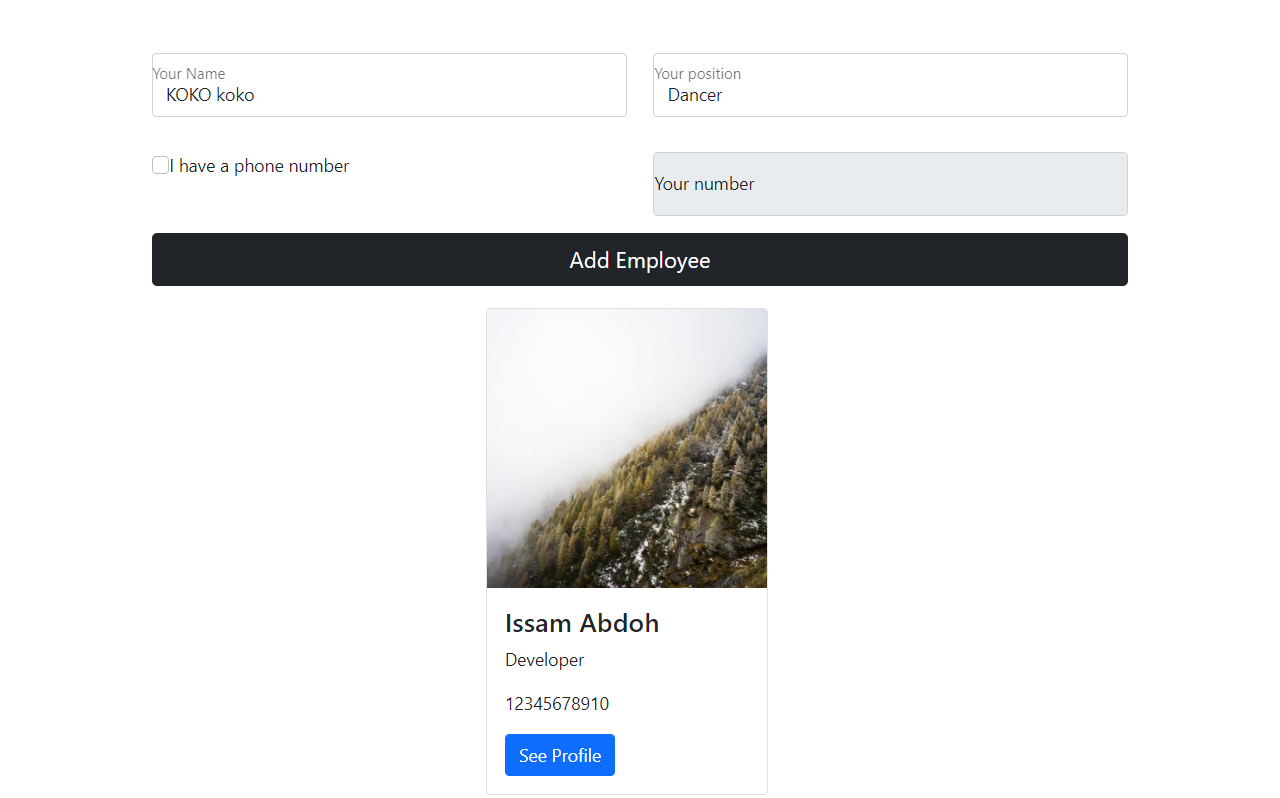 Your Name
KOKO koko
Your position
Dancer
I have a phone number
Your number
Add Employee
Issam Abdoh
Developer
12345678910
See Profile